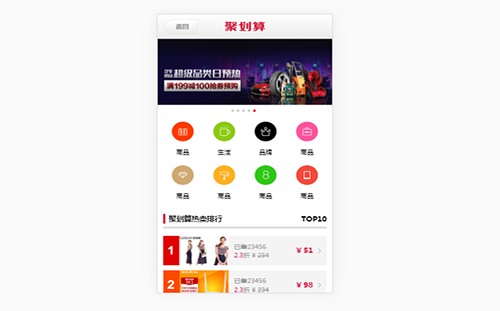 返回
聚划算
超级品类日预热
满199减100抢券预购
商品
生活
品牌
商品
商品
商品
商品
商品
聚划算热卖排行
TOP10
1
已售23456
2.3折 ¥ 234
¥ 51
2
已售23456
2.3折 ¥ 234
¥ 98